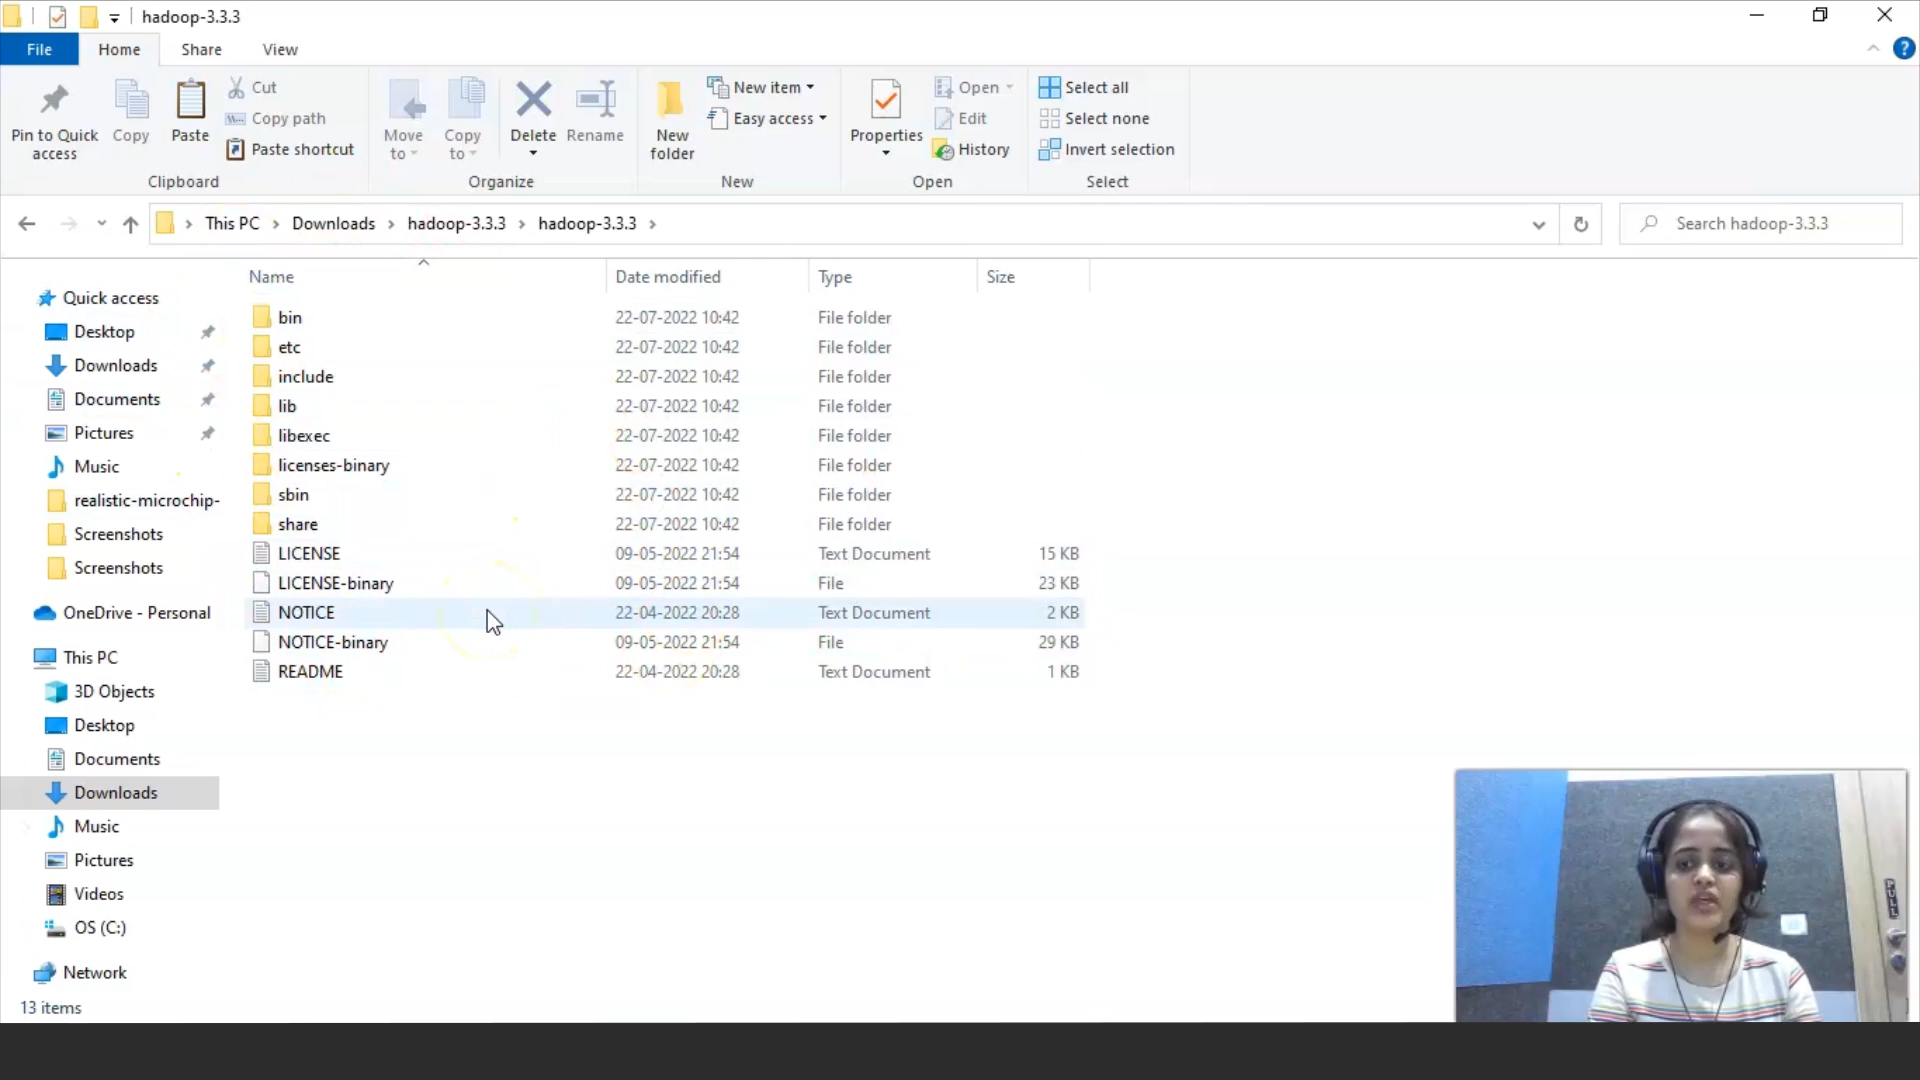 hadoop-3.3.3
File Home Share View
Pin to Quick access
Copy
Paste
Cut
Copy path
Paste shortcut
Clipboard
Move to
Copy to
Delete
Rename
Organize
New folder
New item
Easy access
New
Properties
Open
Edit
History
Open
Select all
Select none
Invert selection
Select
This PC > Downloads > hadoop-3.3.3 > hadoop-3.3.3 >
Search hadoop-3.3.3
Quick access
Desktop
Downloads
Documents
Pictures
Music
realistic-microchip-
Screenshots
Screenshots
OneDrive - Personal
This PC
3D Objects
Desktop
Documents
Downloads
Music
Pictures
Videos
OS (C:)
Network
Name Date modified Type Size
bin 22-07-2022 10:42 File folder
etc 22-07-2022 10:42 File folder
include 22-07-2022 10:42 File folder
lib 22-07-2022 10:42 File folder
libexec 22-07-2022 10:42 File folder
licenses-binary 22-07-2022 10:42 File folder
sbin 22-07-2022 10:42 File folder
share 22-07-2022 10:42 File folder
LICENSE 09-05-2022 21:54 Text Document 15 KB
LICENSE-binary 09-05-2022 21:54 File 23 KB
NOTICE 22-04-2022 20:28 Text Document 2 KB
NOTICE-binary 09-05-2022 21:54 File 29 KB
README 22-04-2022 20:28 Text Document 1 KB
13 items
PULL